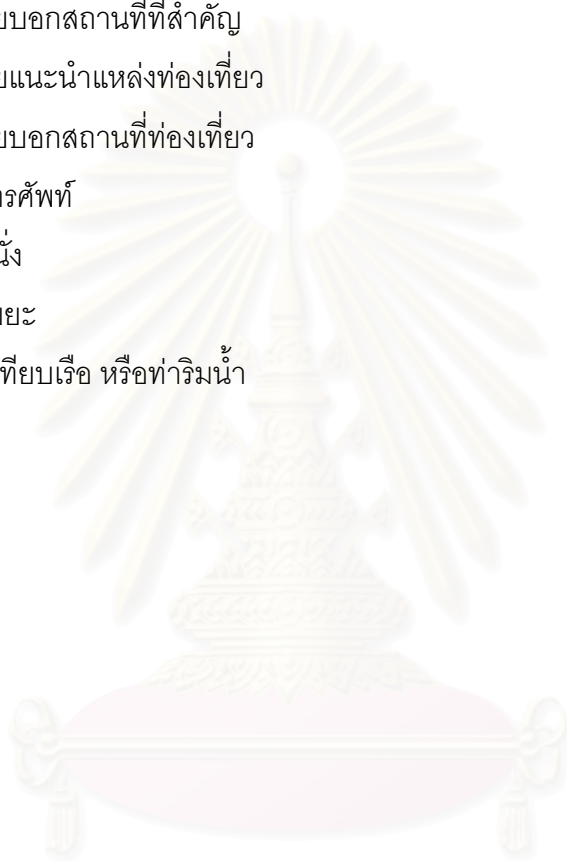 บอกสถานที่ที่สำคัญ
แนะนำแหล่งท่องเที่ยว
บอกสถานที่ท่องเที่ยว
รศัพท์
นั่ง
ยะ
เทียบเรือ หรือท่าริมน้ำ